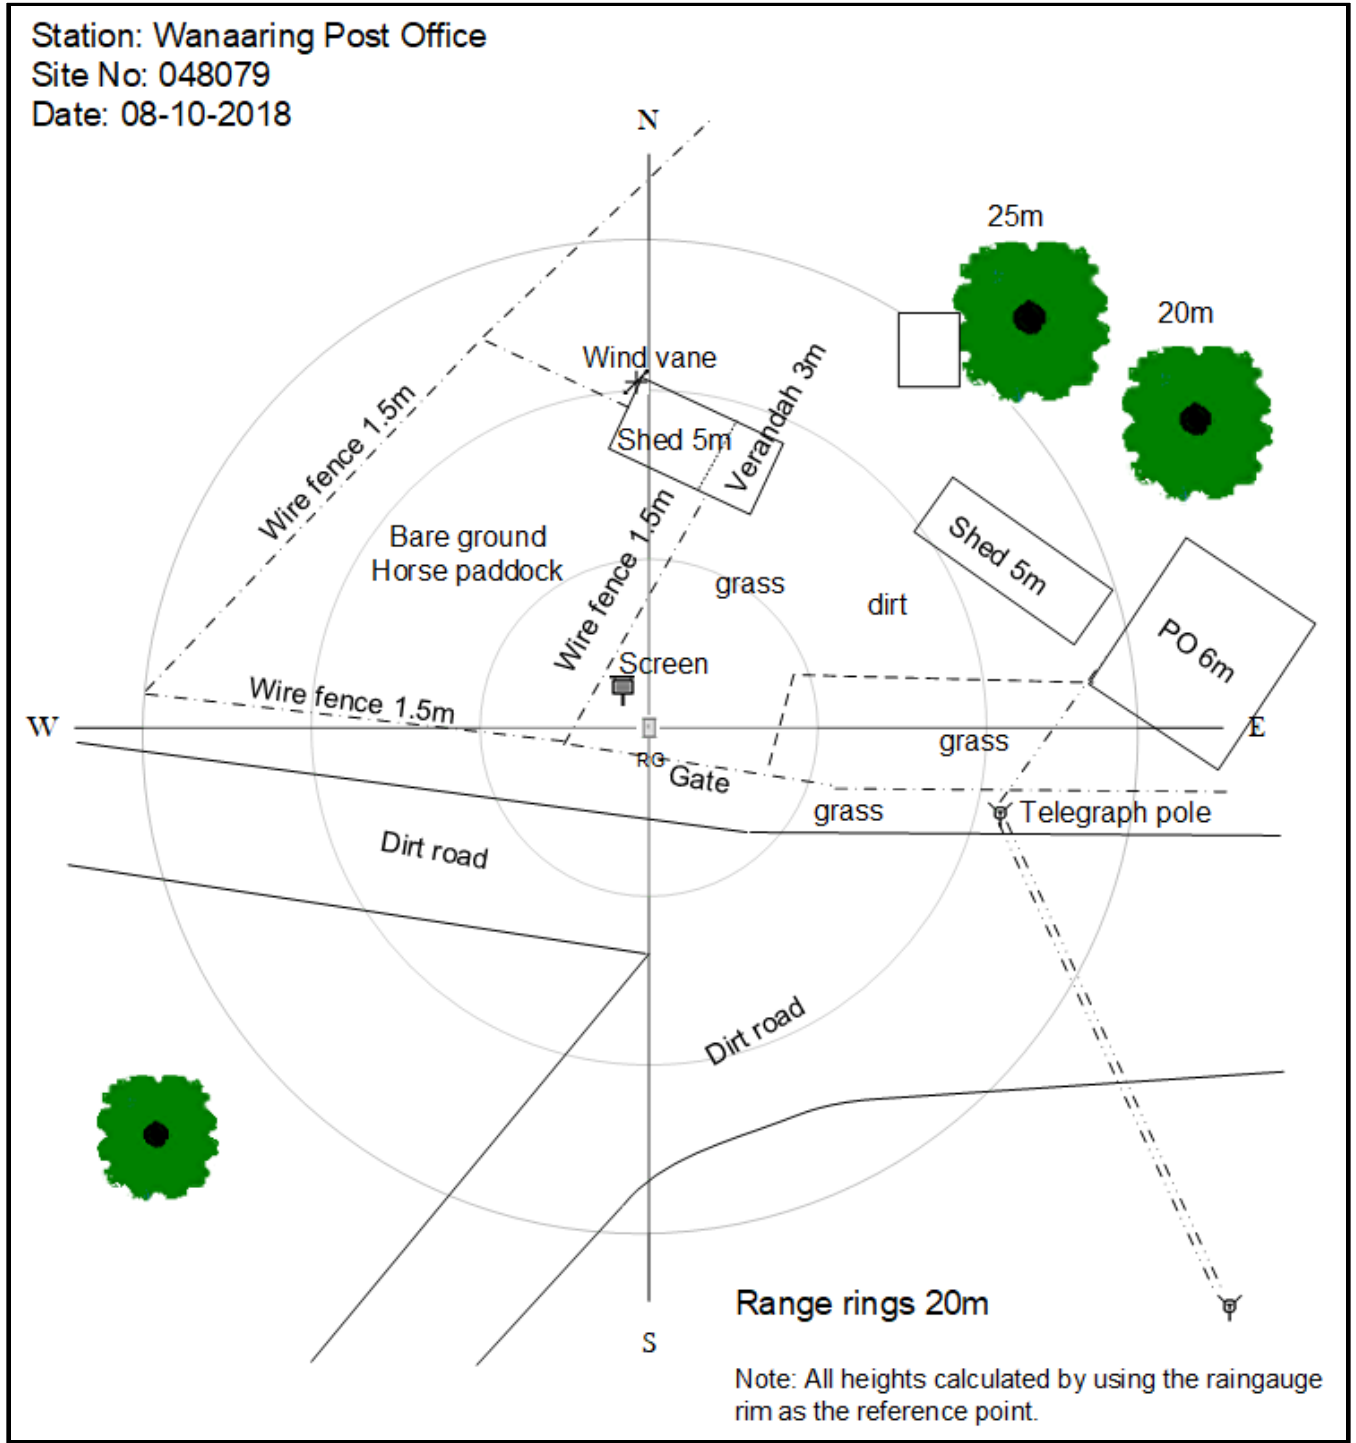 Station: Wanaaring Post Office
Site No: 048079
Date: 08-10-2018
N
25m
20m
Wind vane
Verandah 3m
Wire fence 1.5m
Shed 5m
Bare ground
Horse paddock
Wire fence 1.5m
grass
dirt
Shed 5m
PO 6m
Screen
Wire fence 1.5m
W
E
RG
Gate
grass
grass
Telegraph pole
Dirt road
Dirt road
Range rings 20m
S
Note: All heights calculated by using the raingauge
rim as the reference point.